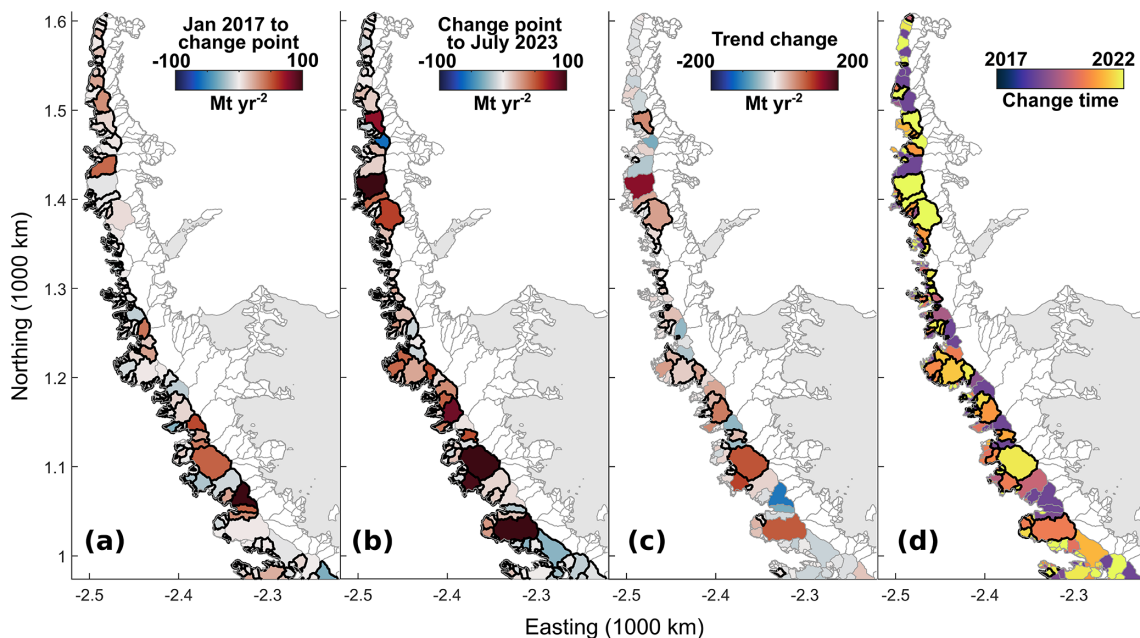 Jan 2017 to
change point
-100 100
Mt yr-2
Change point
to July 2023
-100 100
Mt yr-2
Trend change
-200 200
Mt yr-2
2017 2022
Change time
1.6
1.5
1.4
1.3
1.2
1.1
1
Northing (1000 km)
(a)
(b)
(c)
(d)
-2.5 -2.4 -2.3
-2.5 -2.4 -2.3
-2.5 -2.4 -2.3
-2.5 -2.4 -2.3
Easting (1000 km)